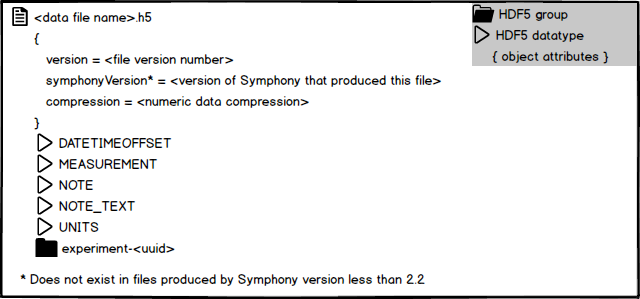 <data file name>.h5
{
version = <file version number>
symphonyVersion* = <version of Symphony that produced this file>
compression = <numeric data compression>
}
DATETIMEOFFSET
MEASUREMENT
NOTE
NOTE_TEXT
UNITS
experiment-<uuid>
* Does not exist in files produced by Symphony version less than 2.2
HDF5 group
HDF5 datatype
{ object attributes }